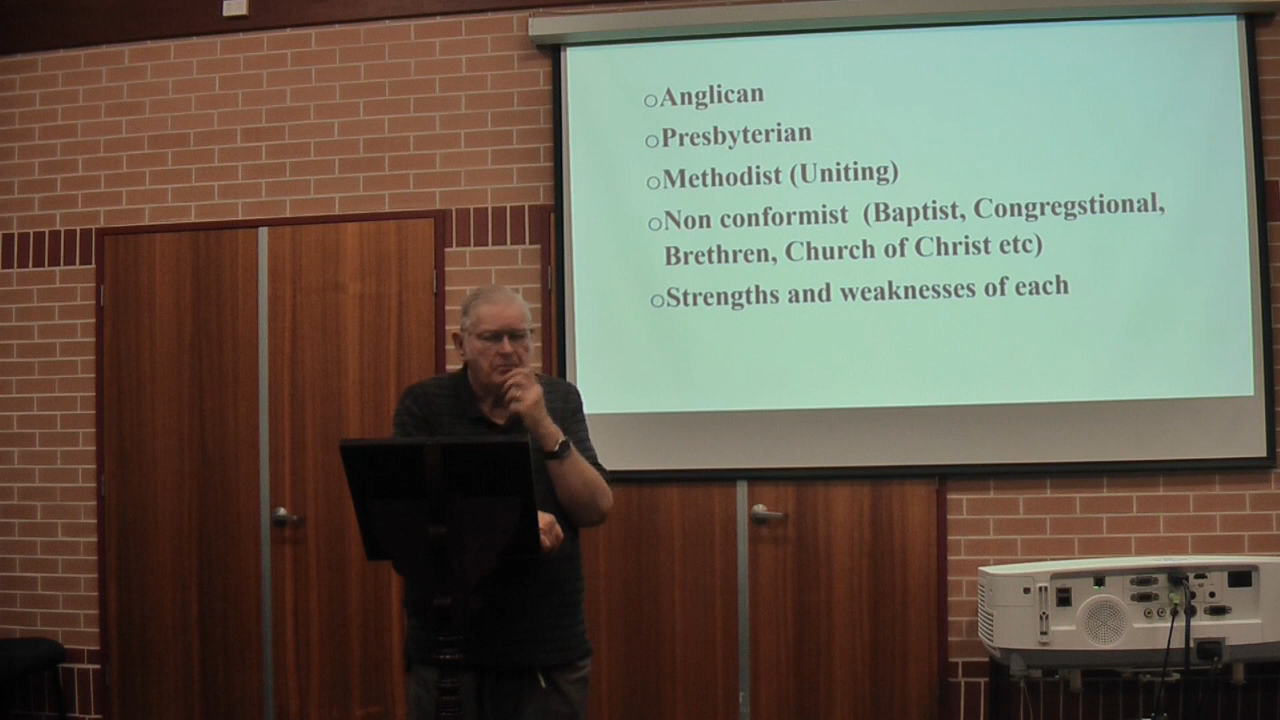 Anglican
Presbyterian
Methodist (Uniting)
Non conformist (Baptist, Congregstional,
Brethren, Church of Christ etc)
Strengths and weaknesses of each